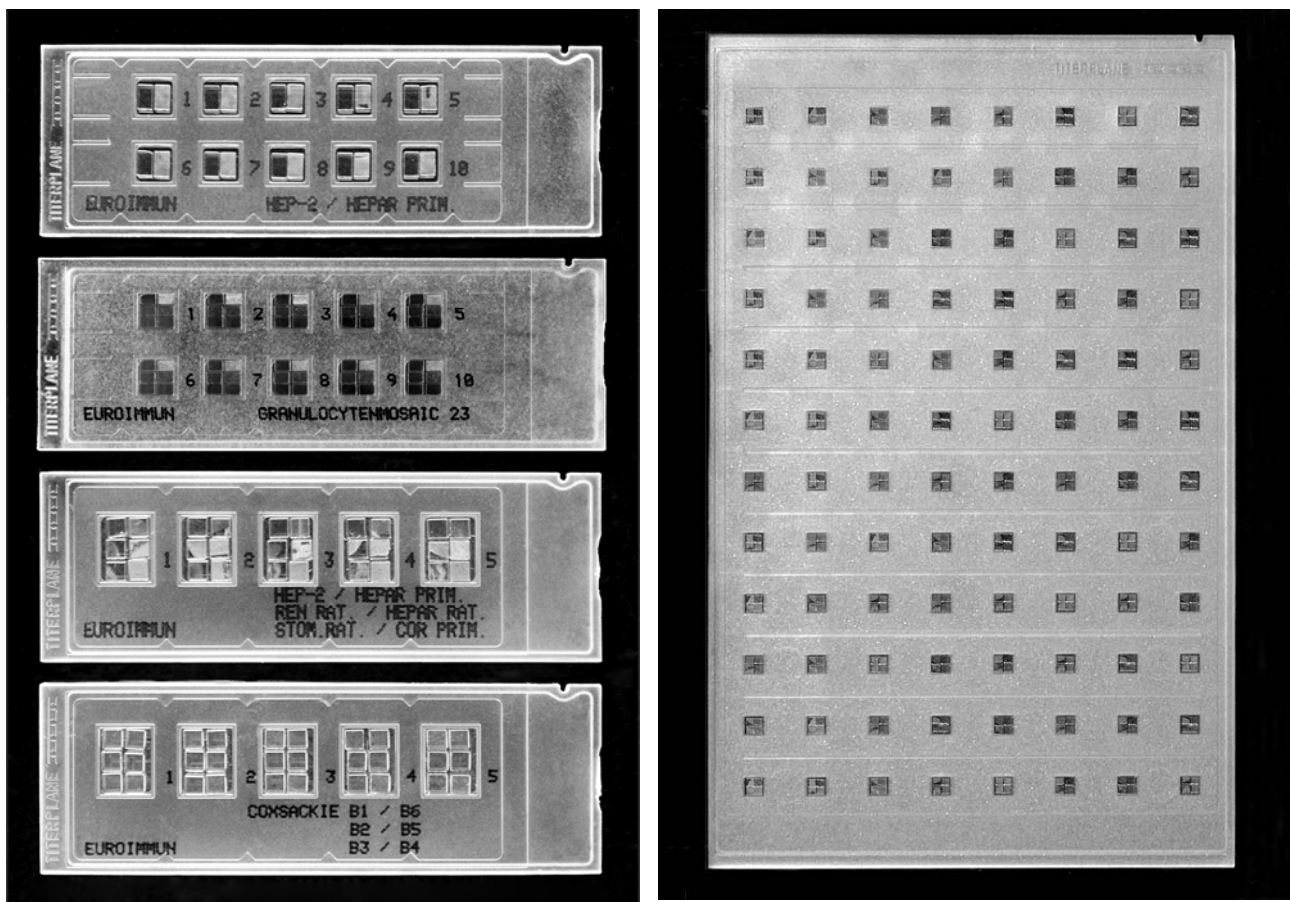 TITERPLANE
1 2 3 4 5
6 7 8 9 10
EUROIMMUN HEP-2 / HEPAR PRIM.
TITERPLANE
1 2 3 4 5
6 7 8 9 10
EUROIMMUN GRANULOCYTENMOSAIC 23
TITERPLANE
1 2 3 4 5
HEP-2 / HEPAR PRIM.
REN RAT. / HEPAR RAT.
EUROIMMUN STOM.RAT. / COR PRIM.
TITERPLANE
1 2 3 4 5
COXSACKIE B1 / B6
B2 / B5
EUROIMMUN B3 / B4
TITERPLANE